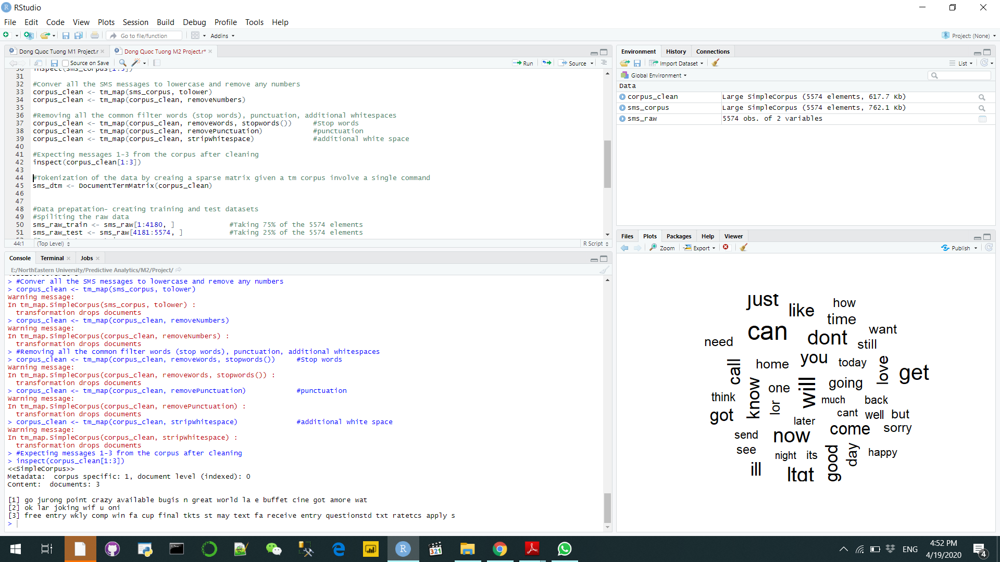 RStudio
File Edit Code View Plots Session Build Debug Profile Tools Help
Go to file/function Addins Project: (None)
Dong Quoc Tuong M1 Project.r Dong Quoc Tuong M2 Project.r*
Source on Save Run Source
30 inspect(sms_corpus[1:3])
31
32 #Conver all the SMS messages to lowercase and remove any numbers
33 corpus_clean <- tm_map(sms_corpus, tolower)
34 corpus_clean <- tm_map(corpus_clean, removeNumbers)
35
36 #Removing all the common filter words (stop words), punctuation, additional whitespaces
37 corpus_clean <- tm_map(corpus_clean, removeWords, stopwords()) #Stop words
38 corpus_clean <- tm_map(corpus_clean, removePunctuation) #punctuation
39 corpus_clean <- tm_map(corpus_clean, stripWhitespace) #additional white space
40
41 #Expecting messages 1-3 from the corpus after cleaning
42 inspect(corpus_clean[1:3])
43
44 #Tokenization of the data by creaing a sparse matrix given a tm corpus involve a single command
45 sms_dtm <- DocumentTermMatrix(corpus_clean)
46
47
48 #Data prepatation- creating training and test datasets
49 #Spiliting the raw data
50 sms_raw_train <- sms_raw[1:4180, ] #Taking 75% of the 5574 elements
51 sms_raw_test <- sms_raw[4181:5574, ] #Taking 25% of the 5574 elements
44:1 (Top Level) R Script
Console Terminal Jobs
E:/NorthEastern University/Predictive Analytics/M2/Project/
> #Conver all the SMS messages to lowercase and remove any numbers
> corpus_clean <- tm_map(sms_corpus, tolower)
Warning message:
In tm_map.SimpleCorpus(sms_corpus, tolower) :
transformation drops documents
> corpus_clean <- tm_map(corpus_clean, removeNumbers)
Warning message:
In tm_map.SimpleCorpus(corpus_clean, removeNumbers) :
transformation drops documents
> #Removing all the common filter words (stop words), punctuation, additional whitespaces
> corpus_clean <- tm_map(corpus_clean, removeWords, stopwords()) #Stop words
Warning message:
In tm_map.SimpleCorpus(corpus_clean, removeWords, stopwords()) :
transformation drops documents
> corpus_clean <- tm_map(corpus_clean, removePunctuation) #punctuation
Warning message:
In tm_map.SimpleCorpus(corpus_clean, removePunctuation) :
transformation drops documents
> corpus_clean <- tm_map(corpus_clean, stripWhitespace) #additional white space
Warning message:
In tm_map.SimpleCorpus(corpus_clean, stripWhitespace) :
transformation drops documents
> #Expecting messages 1-3 from the corpus after cleaning
> inspect(corpus_clean[1:3])
<<SimpleCorpus>>
Metadata: corpus specific: 1, document level (indexed): 0
Content: documents: 3
[1] go jurong point crazy available bugis n great world la e buffet cine got amore wat
[2] ok lar joking wif u oni
[3] free entry wkly comp win fa cup final tkts st may text fa receive entry questionstd txt ratetcs apply s
>
Environment History Connections
Import Dataset List
Global Environment
Data
corpus_clean Large SimpleCorpus (5574 elements, 617.7 Kb)
sms_corpus Large SimpleCorpus (5574 elements, 762.1 Kb)
sms_raw 5574 obs. of 2 variables
Files Plots Packages Help Viewer
Zoom Export Publish
just like how
time
can dont want
need still
call home you today love get
know one will going
think lor much back
got later cant well but
send now come sorry
see night its good day happy
ill ltgt
321
ENG 4:52 PM
4/19/2020 4